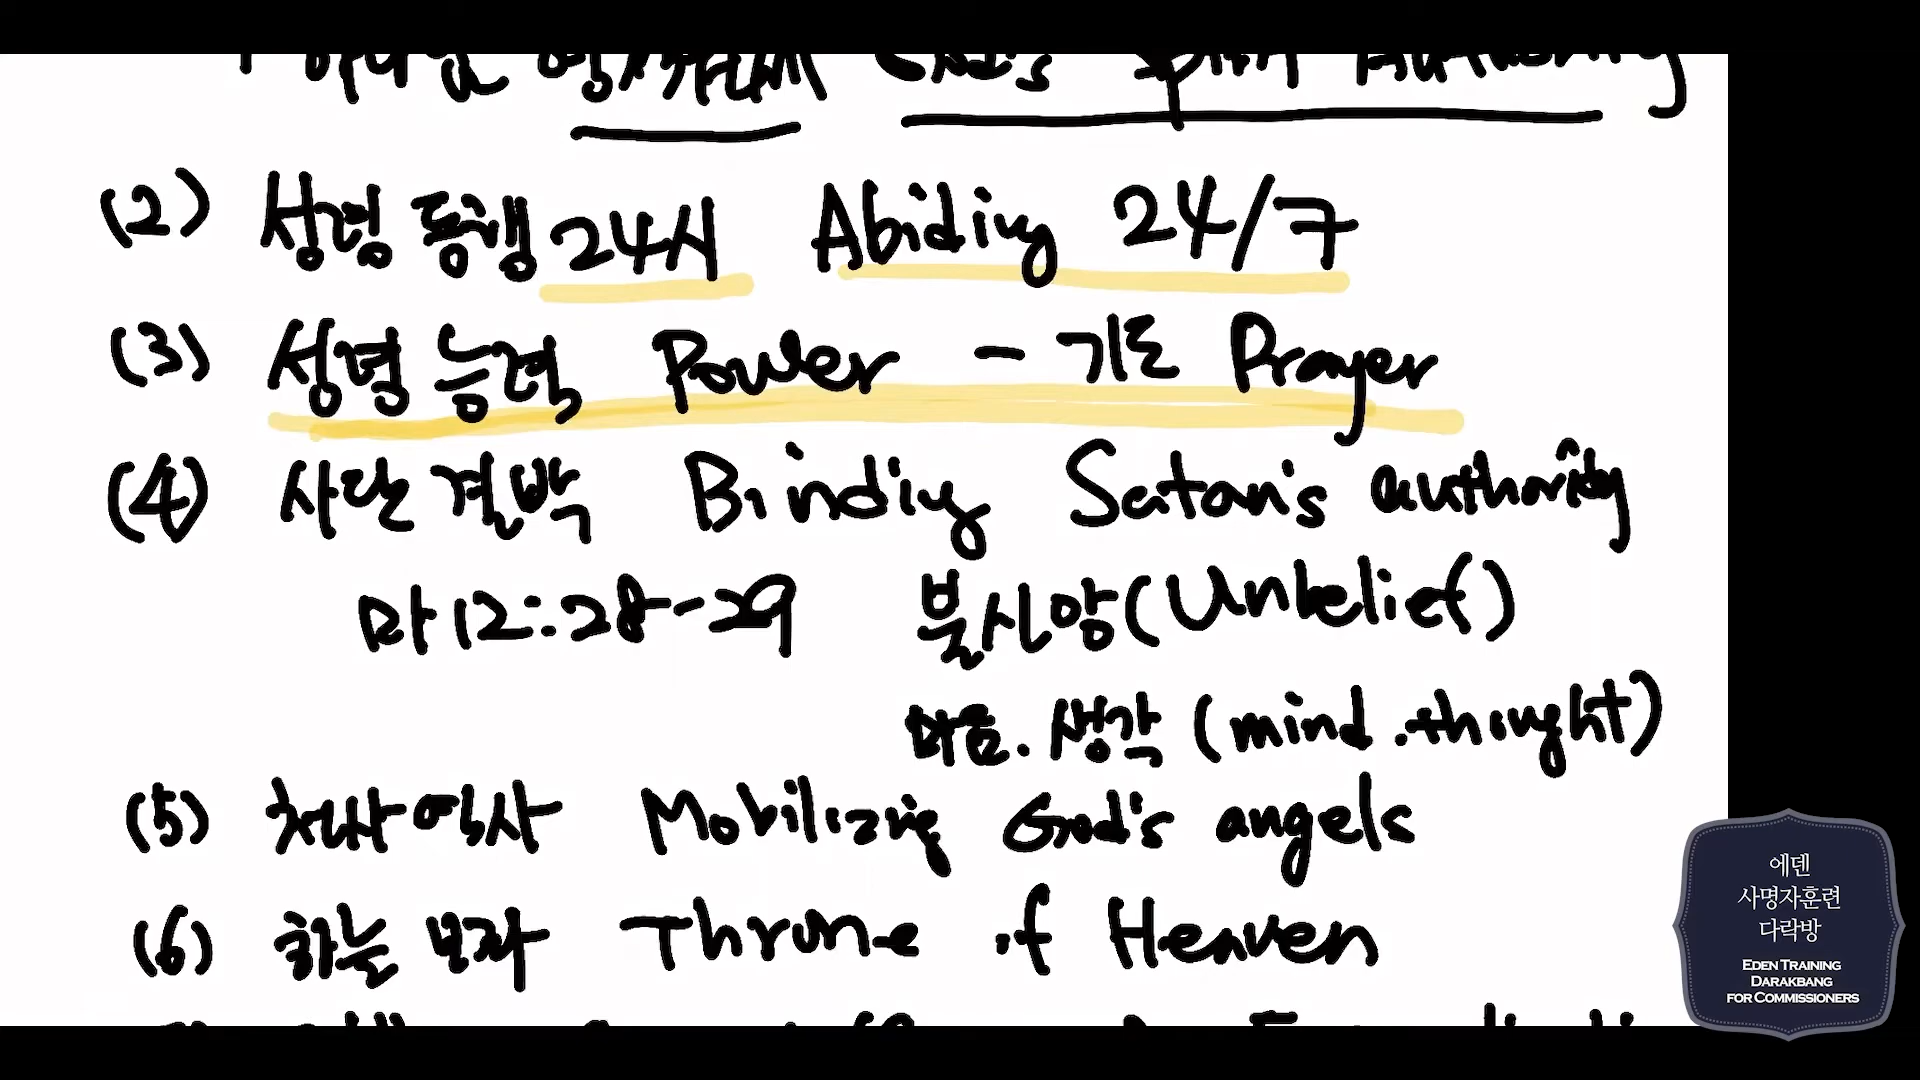 God's Spirit Authority
(2) 성령 동행 24시 Abiding 24/7
(3) 성령 능력 Power - 기도 Prayer
(4) 사단 결박 Binding Satan's authority
마 12:28-29 불신앙 (Unbelief)
마음. 생각 (mind. thought)
(5) 천사 역사 Mobilizing God's angels
(6) 하늘 보좌 Throne of Heaven
에덴
사명자훈련
다락방
EDEN TRAINING
DARAKBANG
FOR COMMISSIONERS